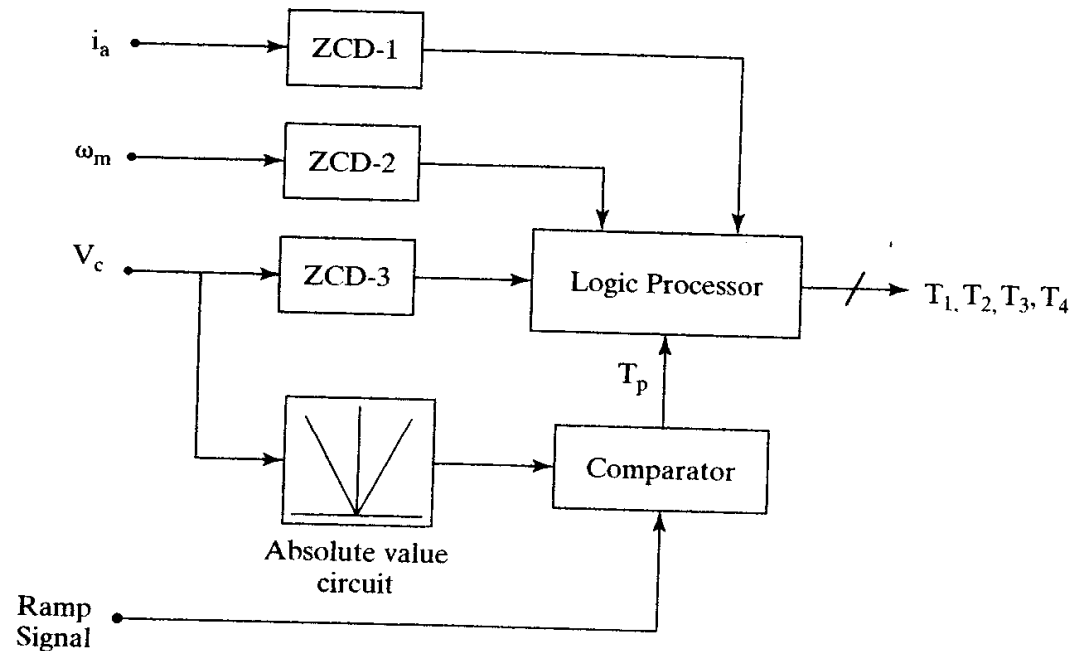 i_a
ZCD-1
ω_m
ZCD-2
V_c
ZCD-3
Logic Processor
T_1, T_2, T_3, T_4
T_p
Comparator
Absolute value
circuit
Ramp
Signal